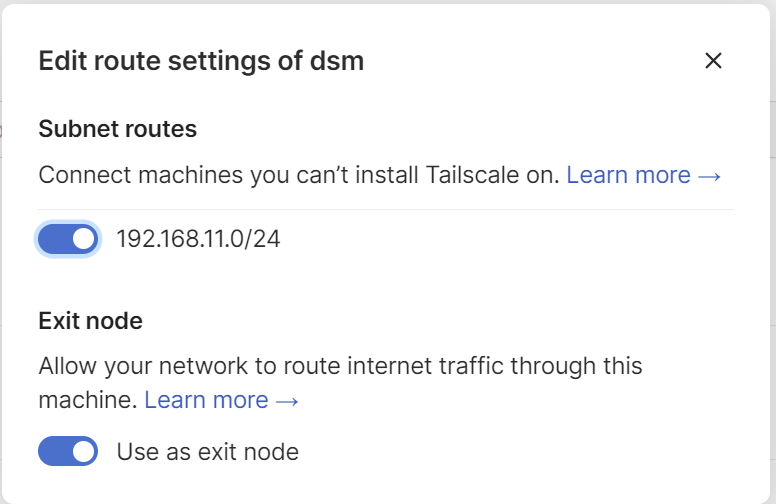 Edit route settings of dsm
Subnet routes
Connect machines you can’t install Tailscale on. Learn more →
192.168.11.0/24
Exit node
Allow your network to route internet traffic through this
machine. Learn more →
Use as exit node